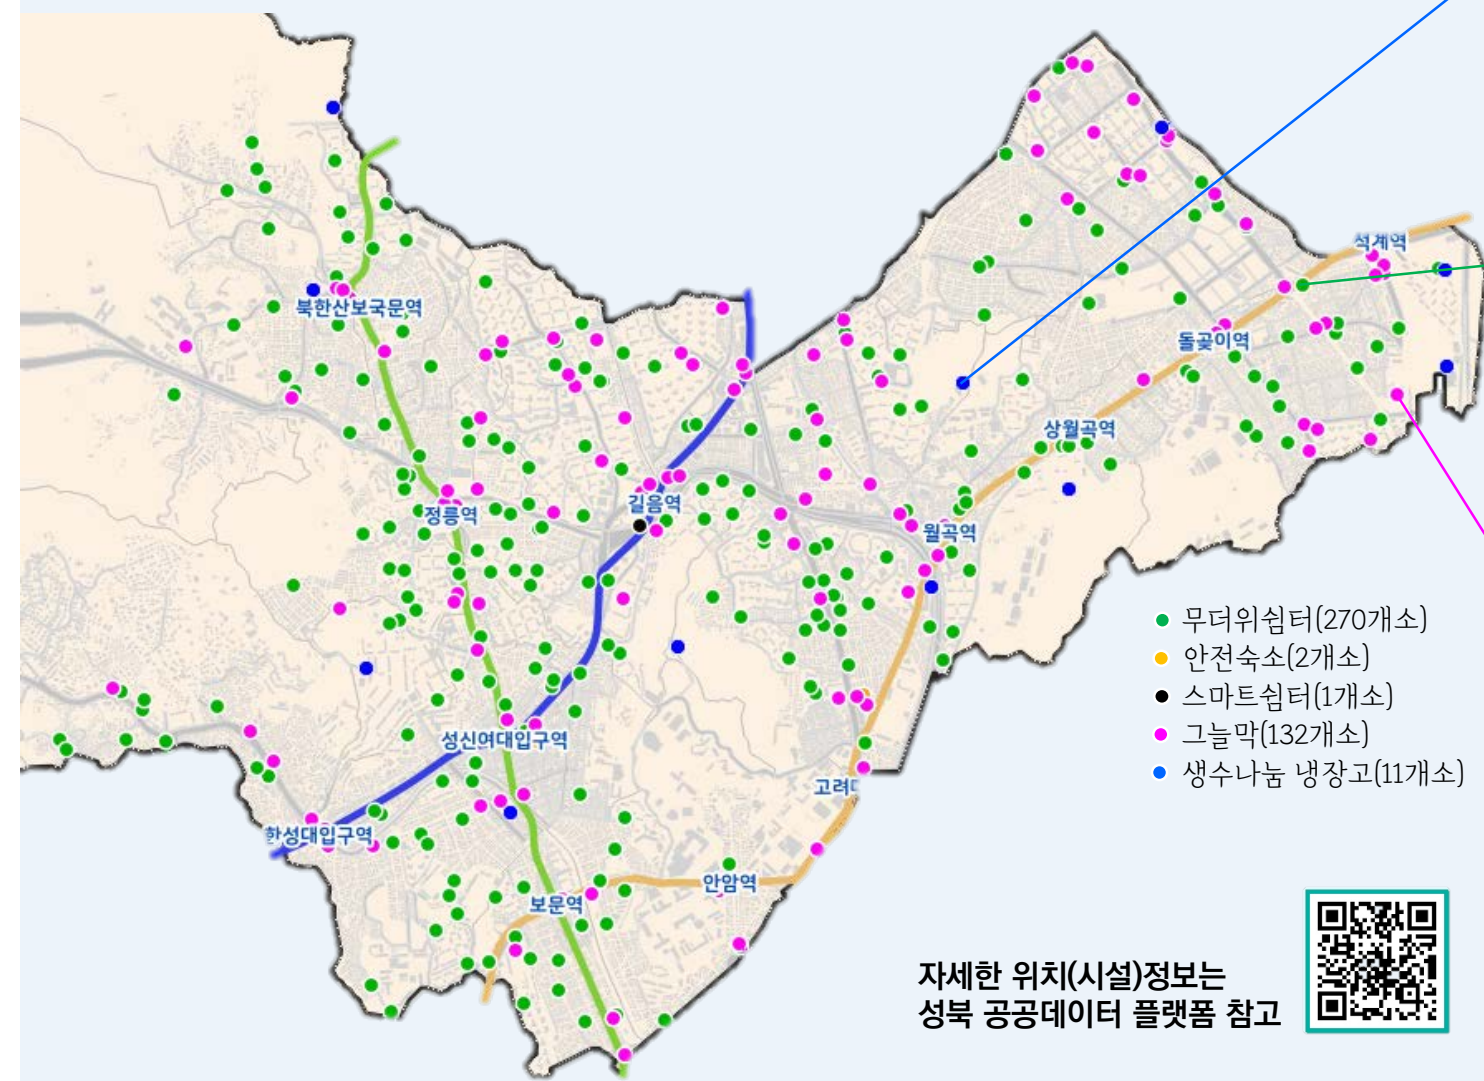 석계역
북한산보국문역
돌곶이역
상월곡역
길음역
정릉역
월곡역
무더위쉼터(270개소)
안전숙소(2개소)
스마트쉼터(1개소)
그늘막(132개소)
생수나눔 냉장고(11개소)
성신여대입구역
고려대
한성대입구역
안암역
보문역
자세한 위치(시설)정보는
성북 공공데이터 플랫폼 참고